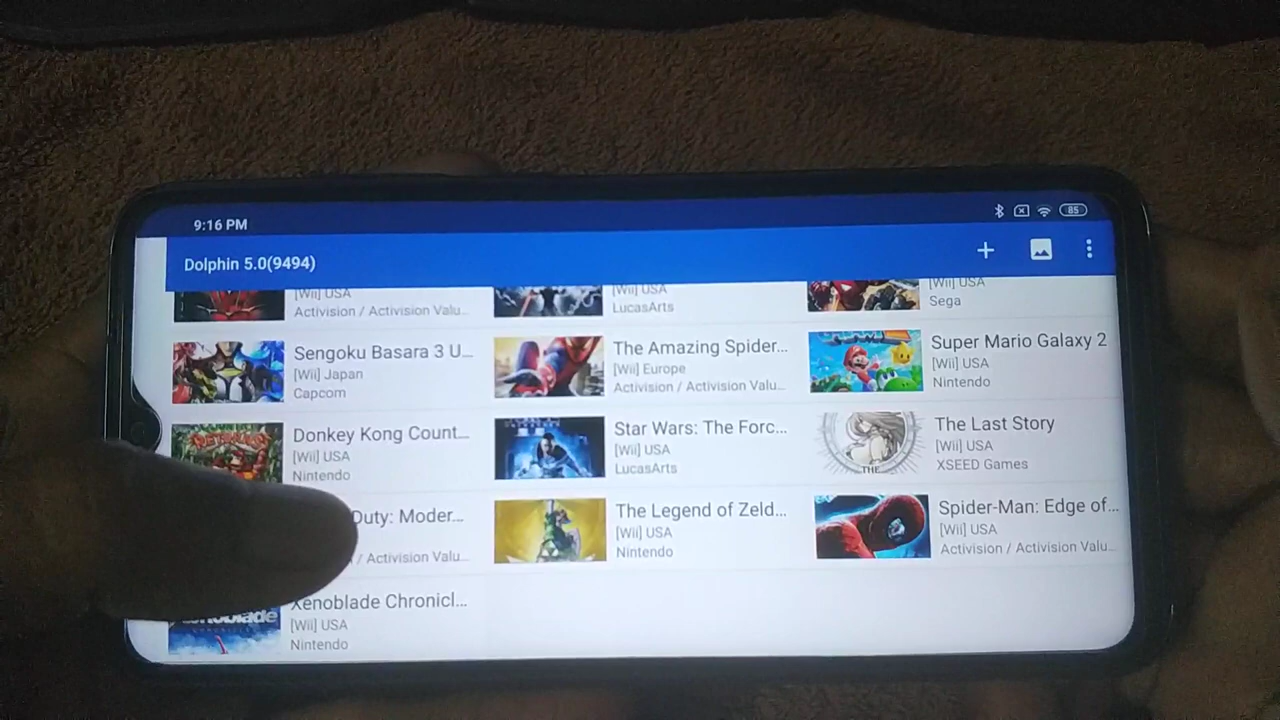 9:16 PM
85
Dolphin 5.0(9494)
[Wii] USA
Activision / Activision Valu...
[Wii] USA
LucasArts
[Wii] USA
Sega
Sengoku Basara 3 U...
[Wii] Japan
Capcom
The Amazing Spider...
[Wii] Europe
Activision / Activision Valu...
Super Mario Galaxy 2
[Wii] USA
Nintendo
Donkey Kong Count...
[Wii] USA
Nintendo
Star Wars: The Forc...
[Wii] USA
LucasArts
THE
The Last Story
[Wii] USA
XSEED Games
Duty: Moder...
/ Activision Valu...
The Legend of Zeld...
[Wii] USA
Nintendo
Spider-Man: Edge of...
[Wii] USA
Activision / Activision Valu...
Xenoblade Chronicl...
[Wii] USA
Nintendo